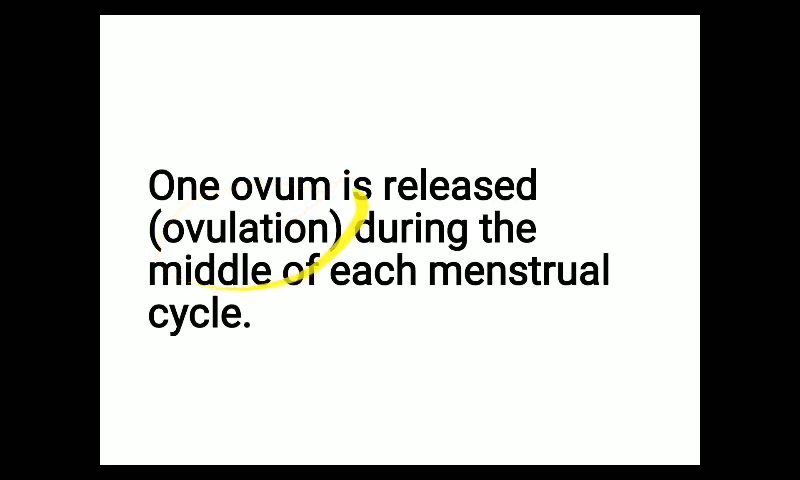 One ovum is released
(ovulation) during the
middle of each menstrual
cycle.